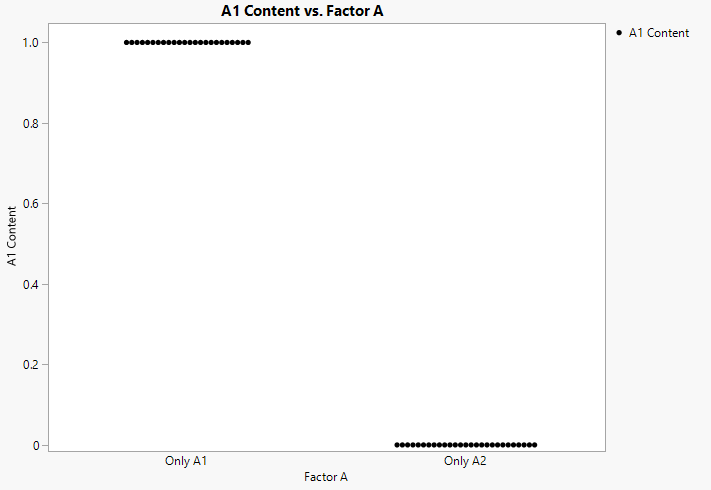 A1 Content vs. Factor A
A1 Content
1.0
0.8
0.6
0.4
0.2
0
A1 Content
Only A1
Only A2
Factor A